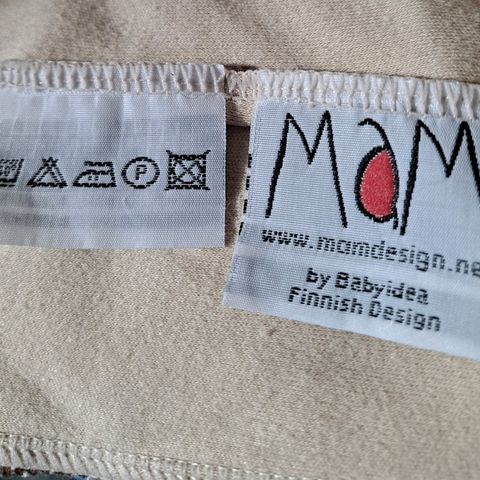 P
MaM
www.mamdesign.ne
by Babyidea
Finnish Design